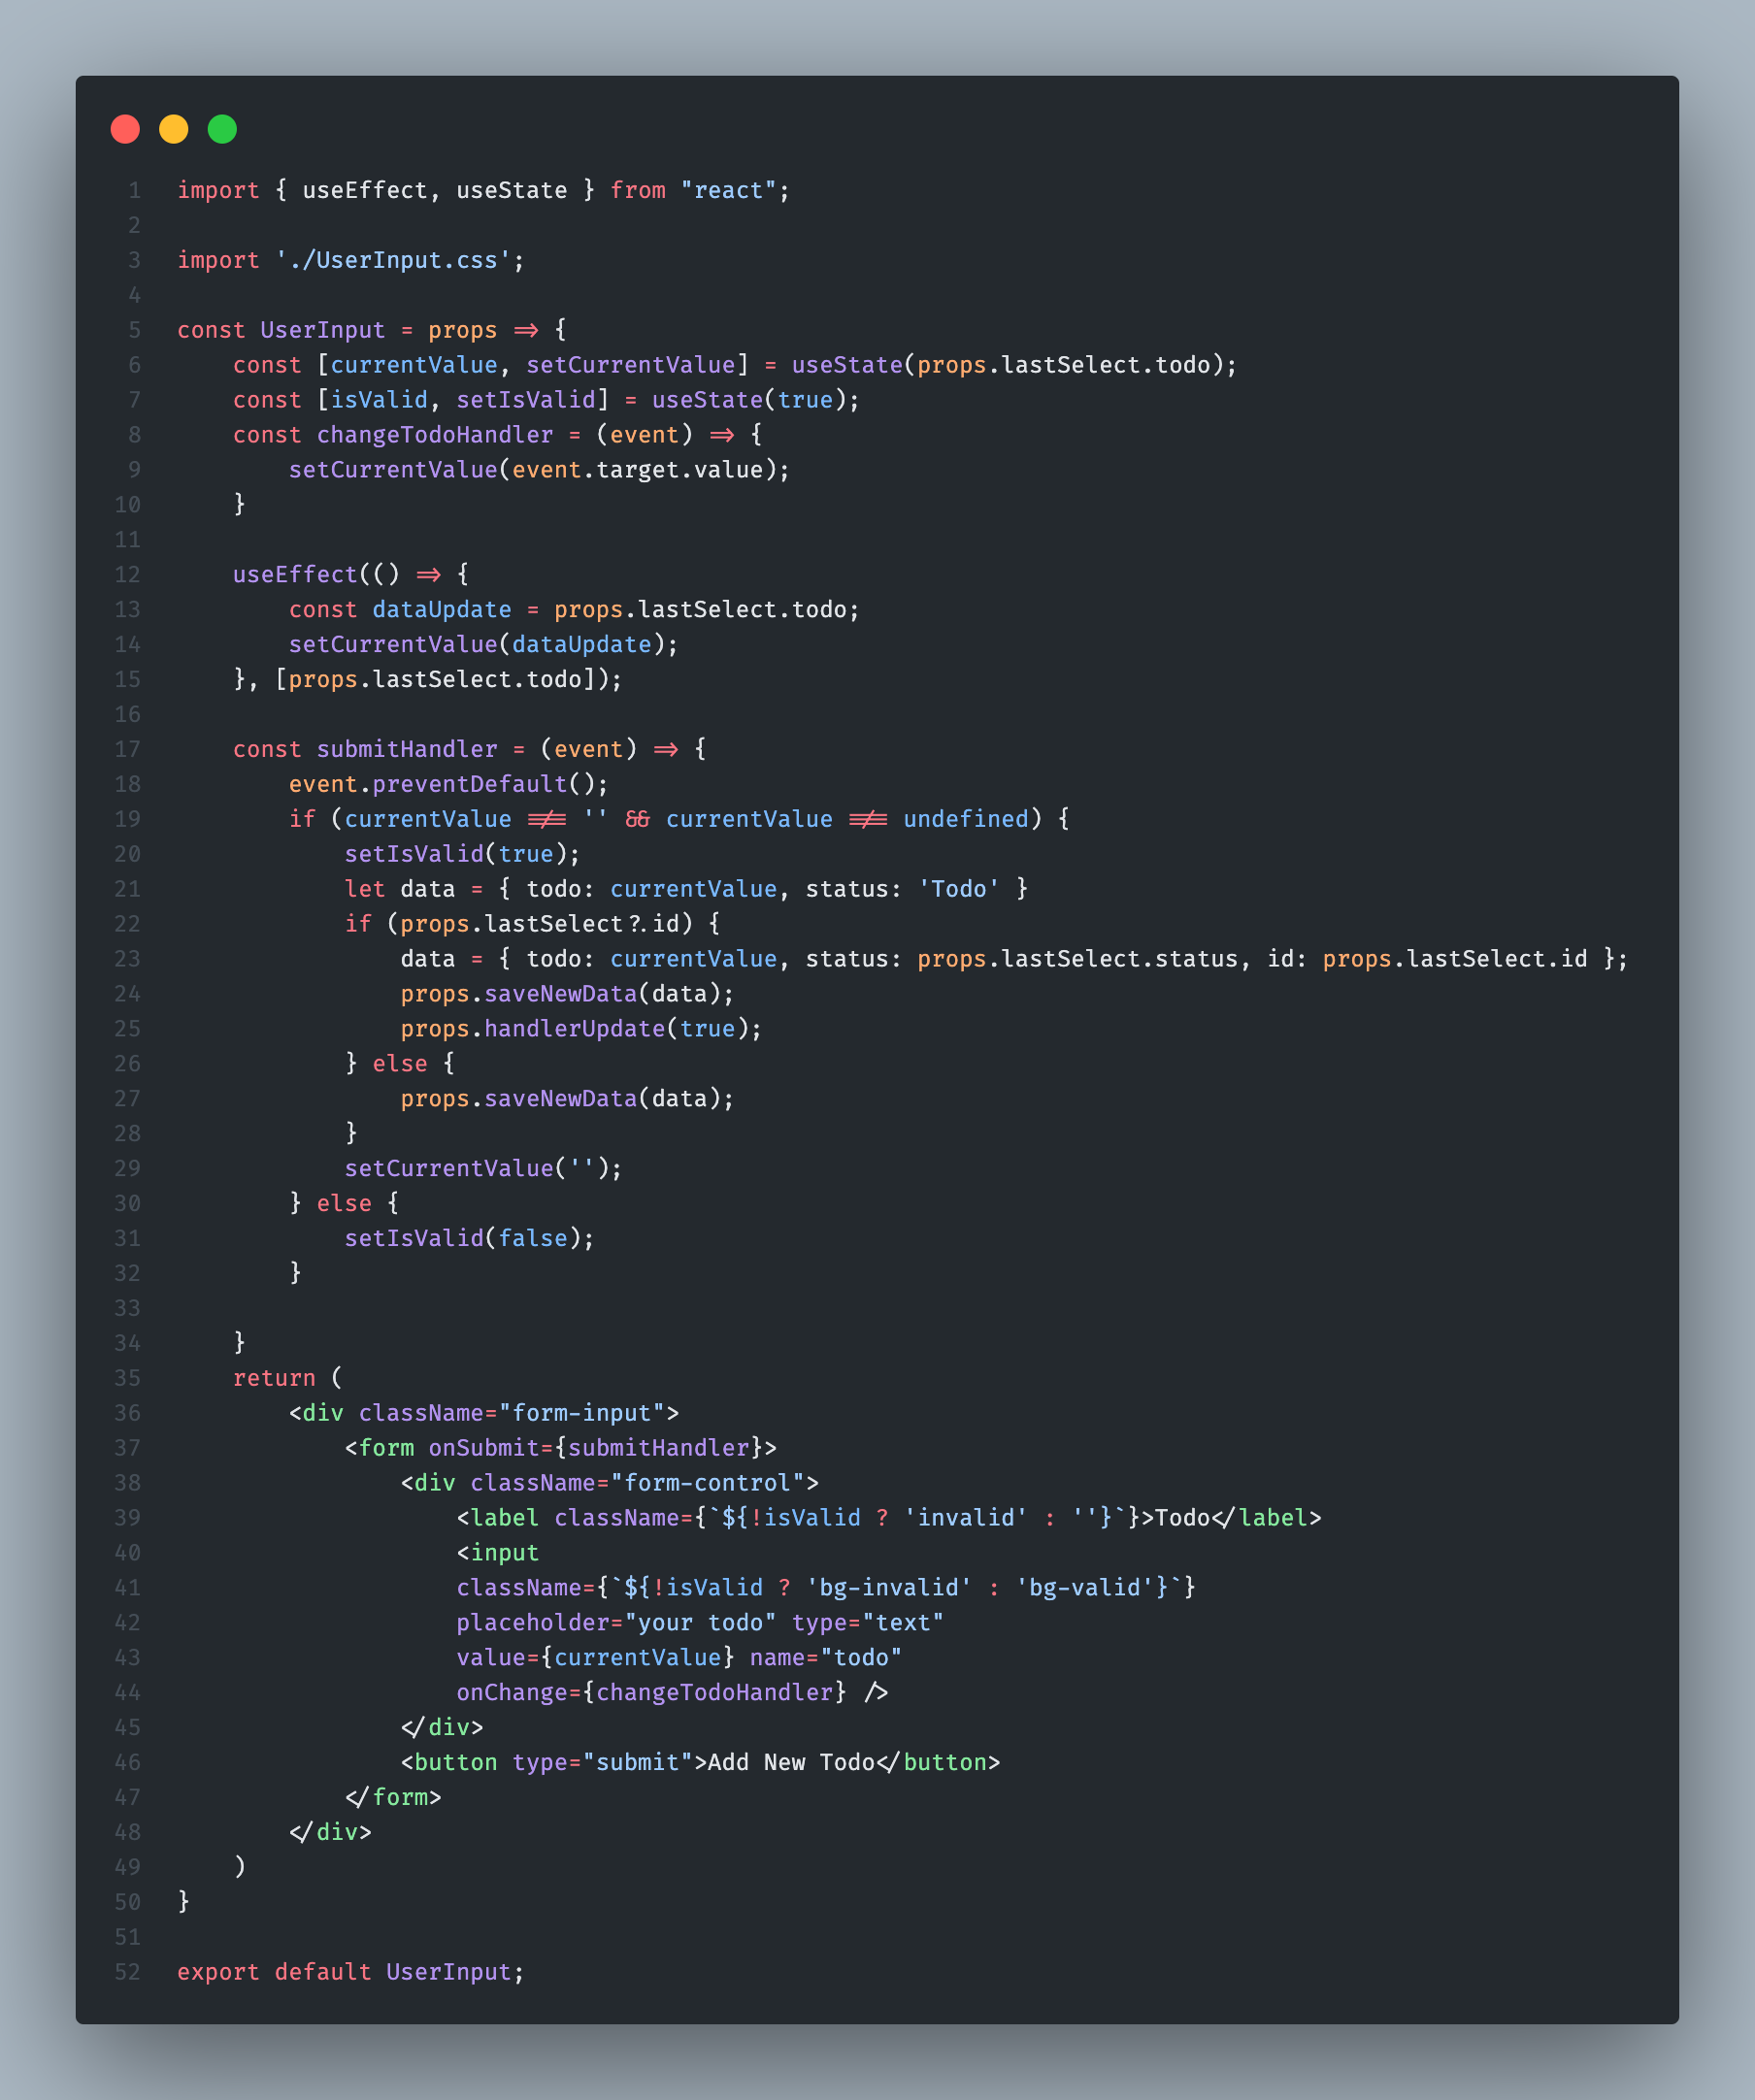 1 import { useEffect, useState } from "react";
2
3 import './UserInput.css';
4
5 const UserInput = props => {
6     const [currentValue, setCurrentValue] = useState(props.lastSelect.todo);
7     const [isValid, setIsValid] = useState(true);
8     const changeTodoHandler = (event) => {
9         setCurrentValue(event.target.value);
10     }
11
12     useEffect(() => {
13         const dataUpdate = props.lastSelect.todo;
14         setCurrentValue(dataUpdate);
15     }, [props.lastSelect.todo]);
16
17     const submitHandler = (event) => {
18         event.preventDefault();
19         if (currentValue !== '' && currentValue !== undefined) {
20             setIsValid(true);
21             let data = { todo: currentValue, status: 'Todo' }
22             if (props.lastSelect?.id) {
23                 data = { todo: currentValue, status: props.lastSelect.status, id: props.lastSelect.id };
24                 props.saveNewData(data);
25                 props.handlerUpdate(true);
26             } else {
27                 props.saveNewData(data);
28             }
29             setCurrentValue('');
30         } else {
31             setIsValid(false);
32         }
33
34     }
35     return (
36         <div className="form-input">
37             <form onSubmit={submitHandler}>
38                 <div className="form-control">
39                     <label className={`${!isValid ? 'invalid' : ''}`}>Todo</label>
40                     <input
41                     className={`${!isValid ? 'bg-invalid' : 'bg-valid'}`}
42                     placeholder="your todo" type="text"
43                     value={currentValue} name="todo"
44                     onChange={changeTodoHandler} />
45                 </div>
46                 <button type="submit">Add New Todo</button>
47             </form>
48         </div>
49     )
50 }
51
52 export default UserInput;